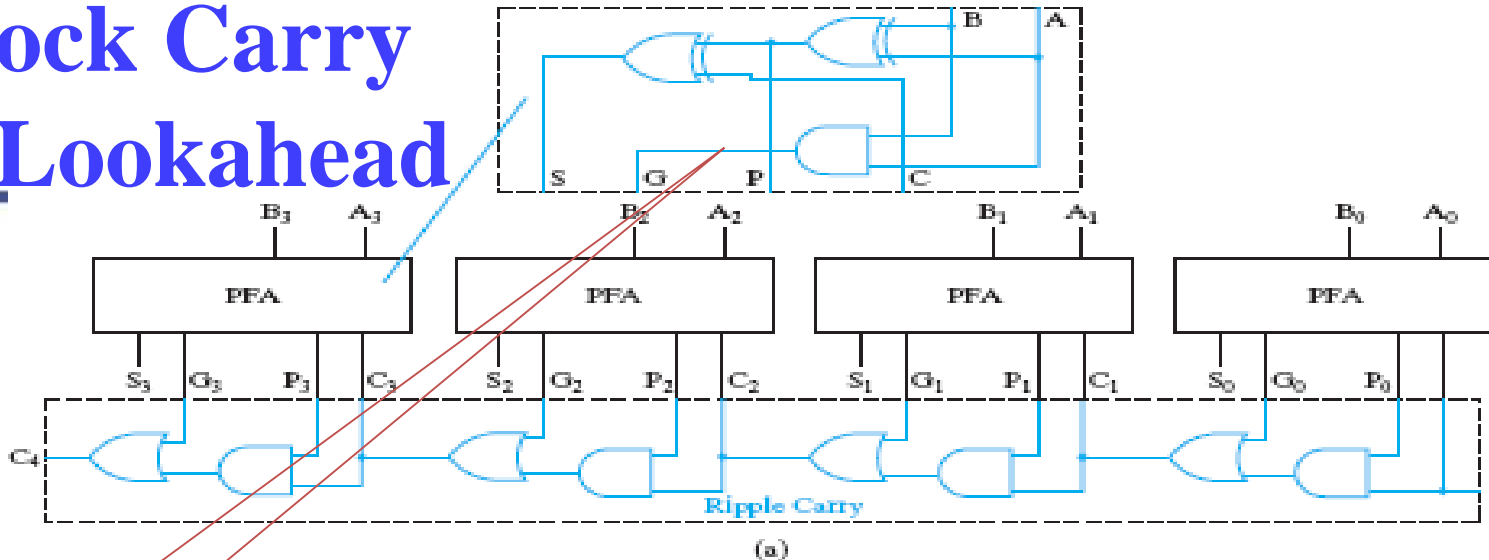 ock Carry
Lookahead
B A
S G P C
B₃ A₃ B₂ A₂ B₁ A₁ B₀ A₀
PFA PFA PFA PFA
S₃ G₃ P₃ C₃ S₂ G₂ P₂ C₂ S₁ G₁ P₁ C₁ S₀ G₀ P₀
C₄
Ripple Carry
(a)